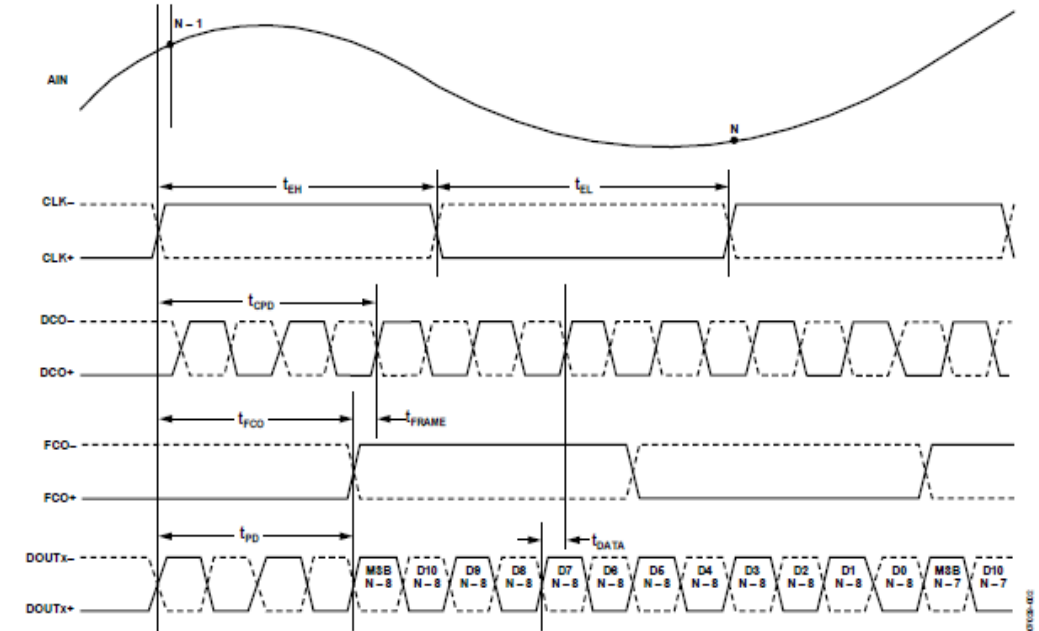 N – 1
AIN
N
tEH
tEL
CLK–
CLK+
tCPD
DCO–
DCO+
tFCO
tFRAME
FCO–
FCO+
tPD
tDATA
DOUTx–
MSB N – 8
D10 N – 8
D9 N – 8
D8 N – 8
D7 N – 8
D6 N – 8
D5 N – 8
D4 N – 8
D3 N – 8
D2 N – 8
D1 N – 8
D0 N – 8
MSB N – 7
D10 N – 7
DOUTx+